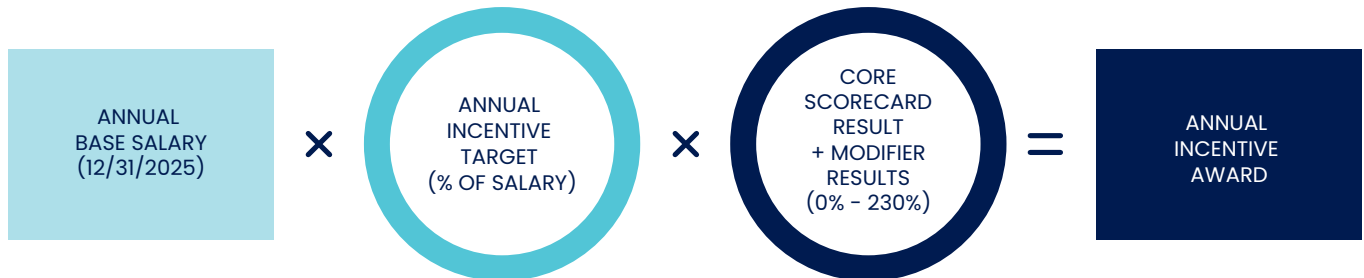 ANNUAL
BASE SALARY
(12/31/2025)
×
ANNUAL
INCENTIVE
TARGET
(% OF SALARY)
×
CORE
SCORECARD
RESULT
+ MODIFIER
RESULTS
(0% - 230%)
=
ANNUAL
INCENTIVE
AWARD